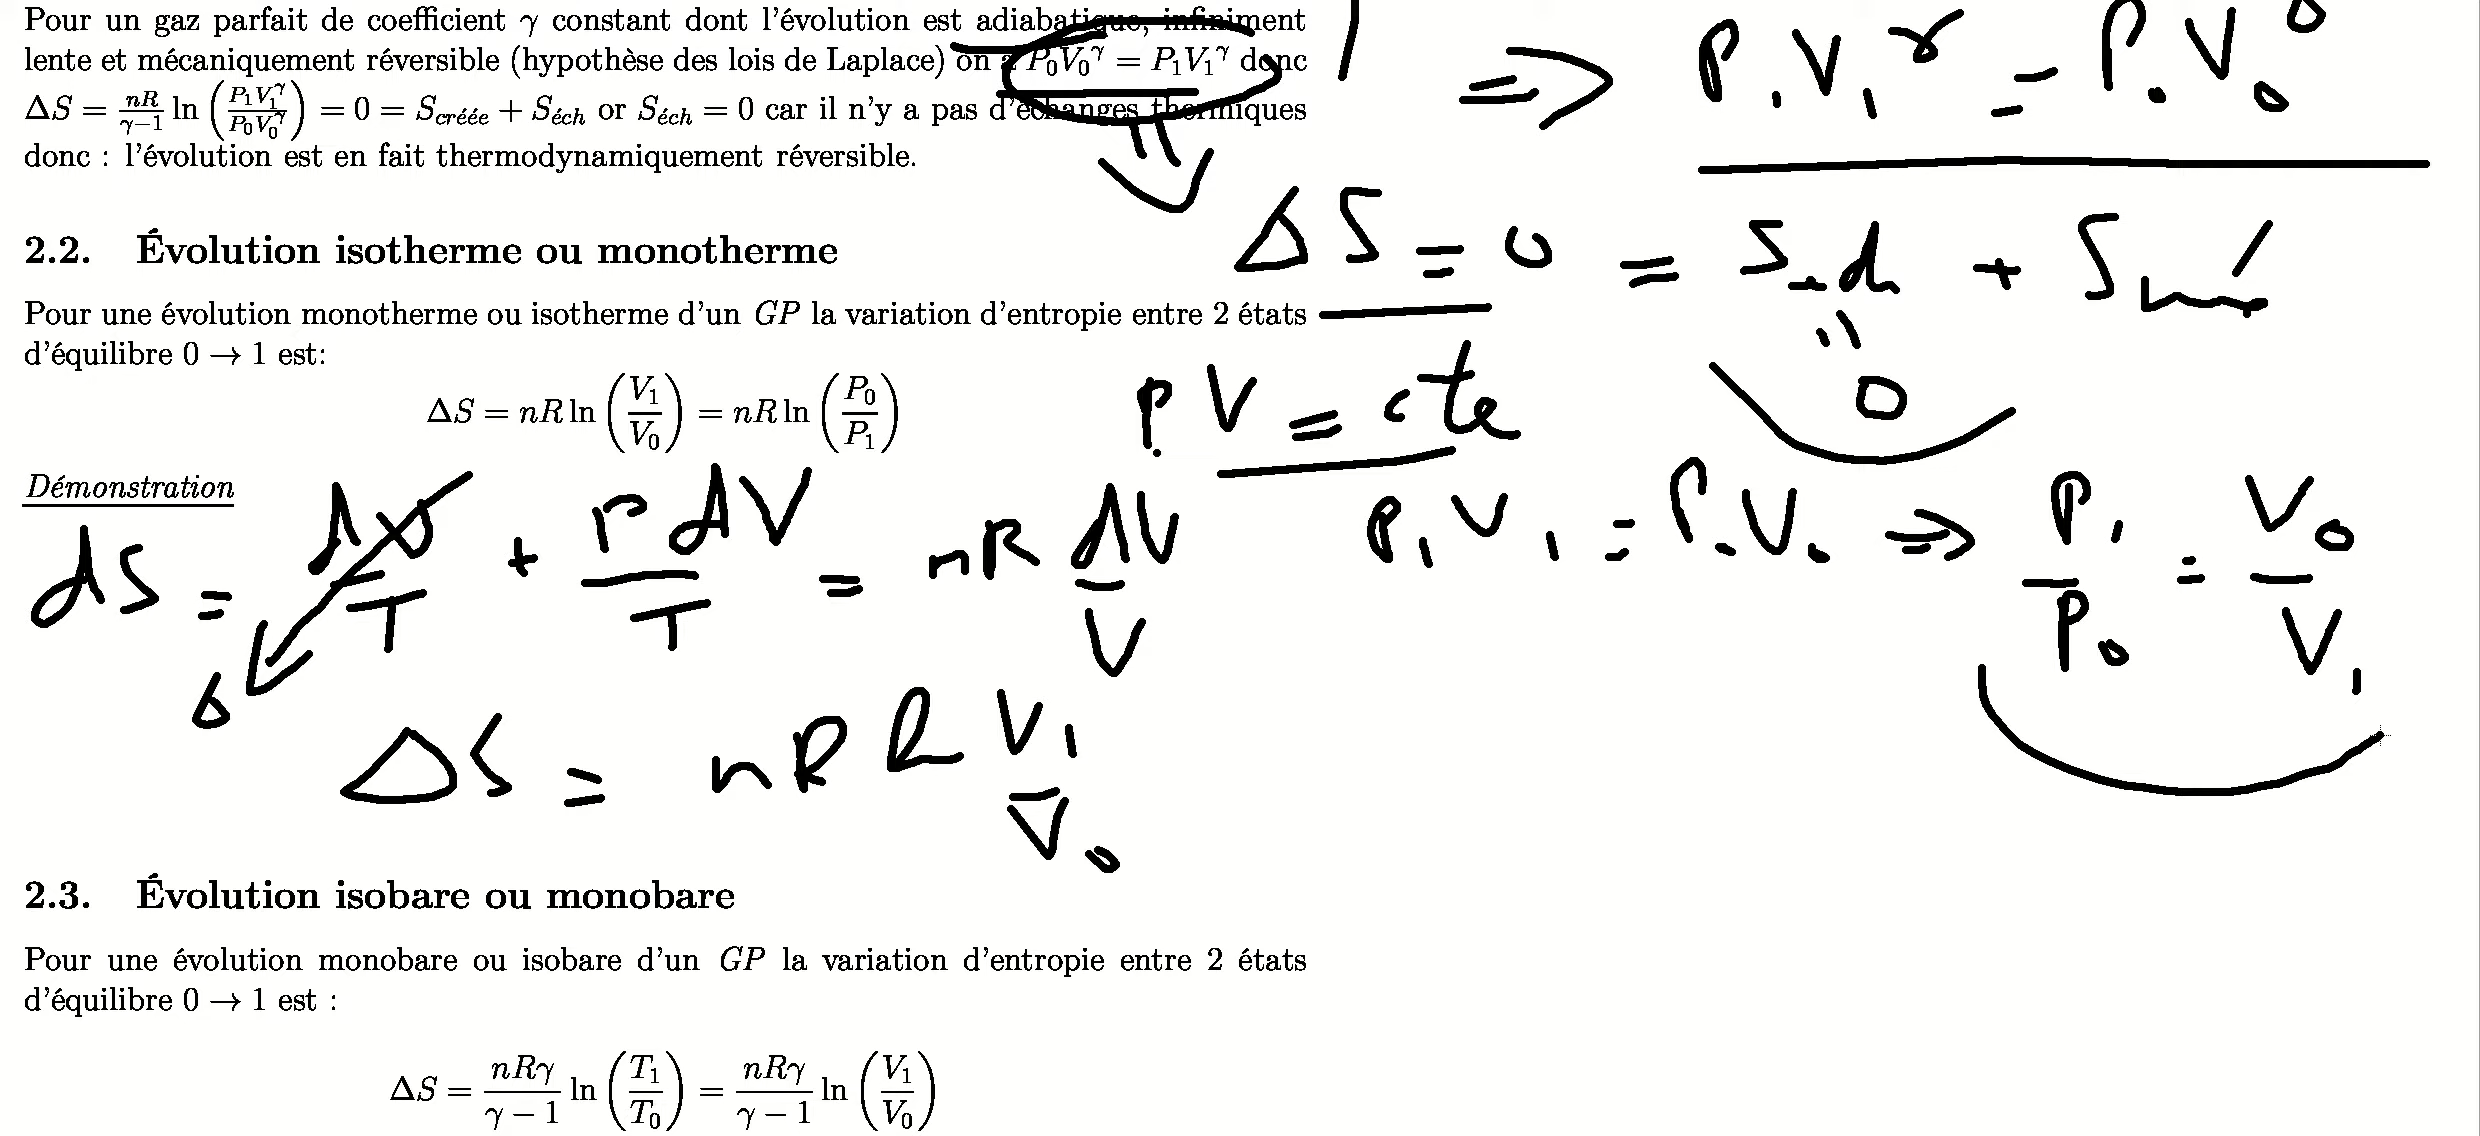 Pour un gaz parfait de coefficient γ constant dont l'évolution est adiabatique, infiniment
lente et mécaniquement réversible (hypothèse des lois de Laplace) on a P₀V₀^γ = P₁V₁^γ donc
ΔS = nR/(γ−1) ln (P₁V₁^γ / P₀V₀^γ) = 0 = S_créée + S_éch or S_éch = 0 car il n'y a pas d'échanges thermiques
donc : l'évolution est en fait thermodynamiquement réversible.
⇒ P₁V₁^γ = P₀V₀^γ
ΔS = 0 = S_éch +
0
2.2. Évolution isotherme ou monotherme
Pour une évolution monotherme ou isotherme d'un GP la variation d'entropie entre 2 états
d'équilibre 0 → 1 est:
ΔS = nR ln (V₁/V₀) = nR ln (P₀/P₁)
PV = cte
Démonstration
dS = dU/T + P dV/T = nR dV/V
P₁V₁ = P₀V₀ ⇒ P₁/P₀ = V₀/V₁
ΔS = nR ln V₁/V₀
2.3. Évolution isobare ou monobare
Pour une évolution monobare ou isobare d'un GP la variation d'entropie entre 2 états
d'équilibre 0 → 1 est :
ΔS = nRγ/(γ − 1) ln (T₁/T₀) = nRγ/(γ − 1) ln (V₁/V₀)